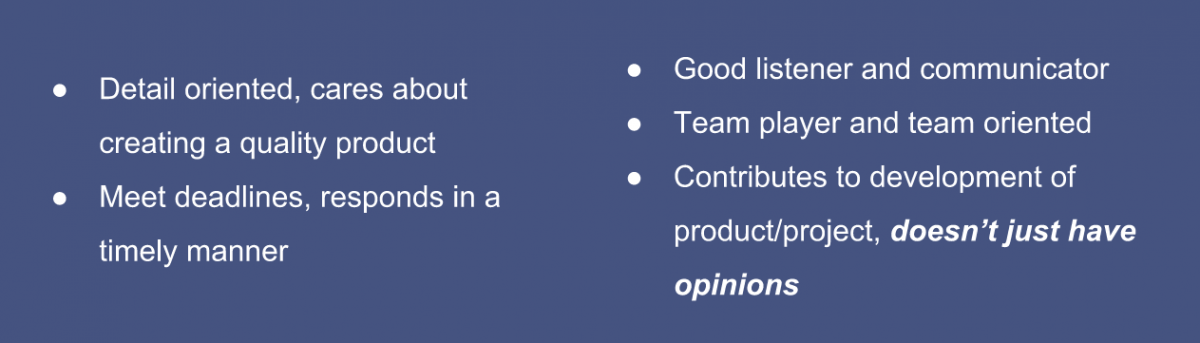 ● Detail oriented, cares about
creating a quality product
● Meet deadlines, responds in a
timely manner
● Good listener and communicator
● Team player and team oriented
● Contributes to development of
product/project, doesn’t just have
opinions